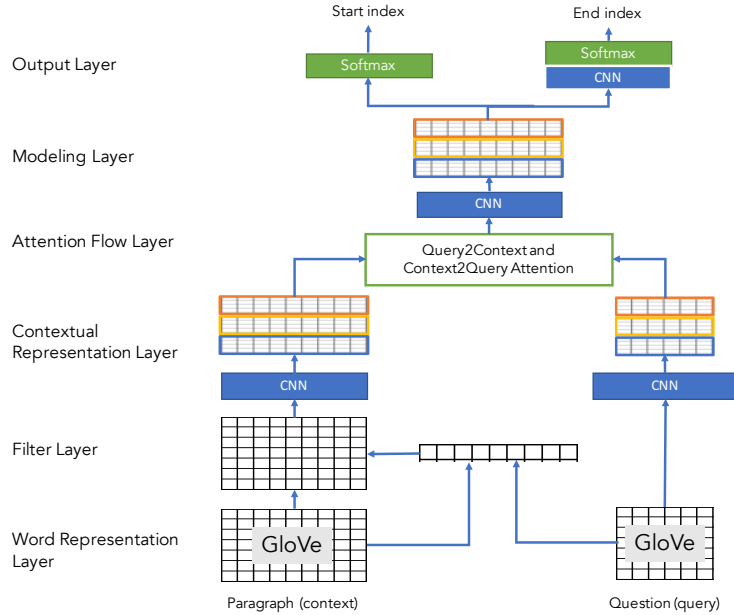 Start index
End index
Output Layer
Softmax
Softmax
CNN
Modeling Layer
CNN
Attention Flow Layer
Query2Context and
Context2Query Attention
Contextual
Representation Layer
CNN
CNN
Filter Layer
Word Representation
Layer
GloVe
GloVe
Paragraph (context)
Question (query)